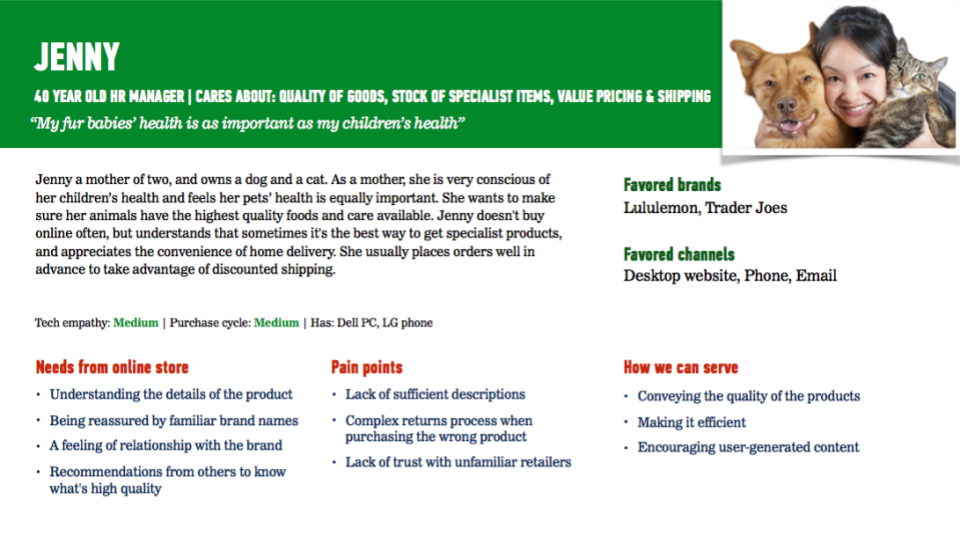 JENNY
40 YEAR OLD HR MANAGER | CARES ABOUT: QUALITY OF GOODS, STOCK OF SPECIALIST ITEMS, VALUE PRICING & SHIPPING
“My fur babies’ health is as important as my children’s health”
Jenny a mother of two, and owns a dog and a cat. As a mother, she is very conscious of
her children’s health and feels her pets’ health is equally important. She wants to make
sure her animals have the highest quality foods and care available. Jenny doesn't buy
online often, but understands that sometimes it's the best way to get specialist products,
and appreciates the convenience of home delivery. She usually places orders well in
advance to take advantage of discounted shipping.
Tech empathy: Medium | Purchase cycle: Medium | Has: Dell PC, LG phone
Favored brands
Lululemon, Trader Joes
Favored channels
Desktop website, Phone, Email
Needs from online store
• Understanding the details of the product
• Being reassured by familiar brand names
• A feeling of relationship with the brand
• Recommendations from others to know
what's high quality
Pain points
• Lack of sufficient descriptions
• Complex returns process when
purchasing the wrong product
• Lack of trust with unfamiliar retailers
How we can serve
• Conveying the quality of the products
• Making it efficient
• Encouraging user-generated content